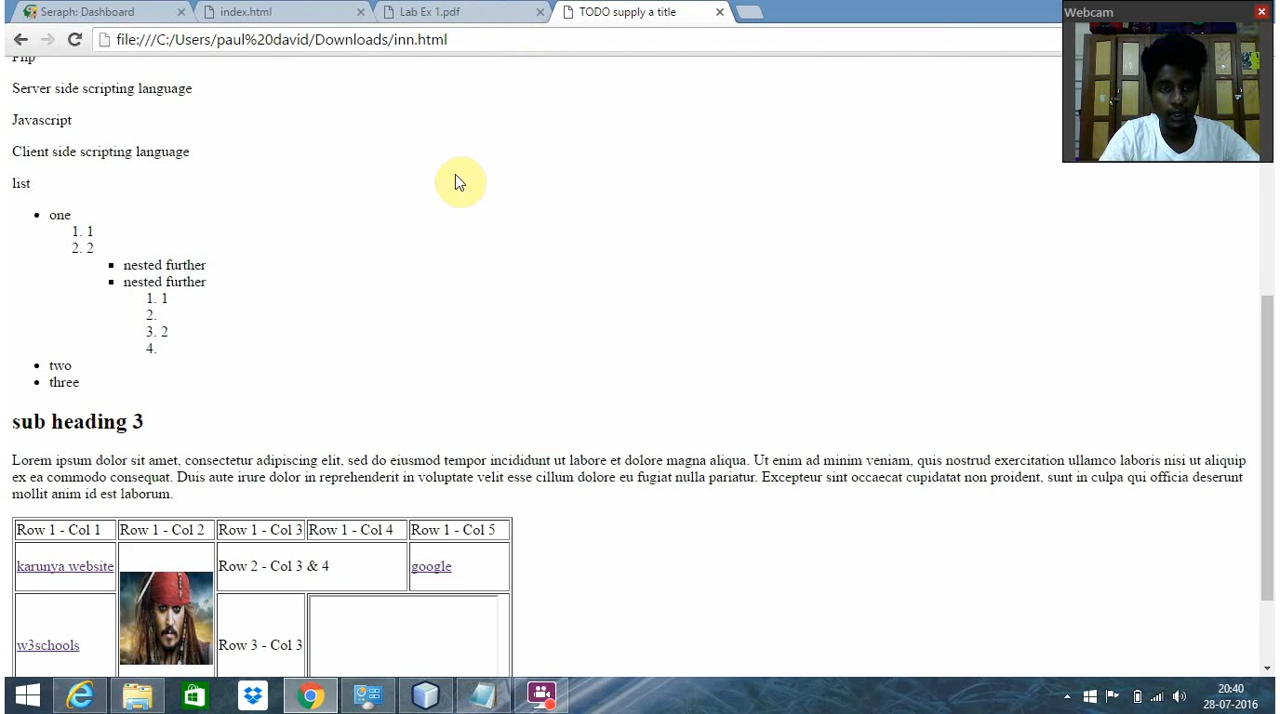 Seraph: Dashboard
index.html
Lab Ex 1.pdf
TODO supply a title
Webcam
file:///C:/Users/paul%20david/Downloads/inn.html
Php
Server side scripting language
Javascript
Client side scripting language
list
• one
1. 1
2. 2
▪ nested further
▪ nested further
1. 1
2.
3. 2
4.
• two
• three
sub heading 3
Lorem ipsum dolor sit amet, consectetur adipiscing elit, sed do eiusmod tempor incididunt ut labore et dolore magna aliqua. Ut enim ad minim veniam, quis nostrud exercitation ullamco laboris nisi ut aliquip
ex ea commodo consequat. Duis aute irure dolor in reprehenderit in voluptate velit esse cillum dolore eu fugiat nulla pariatur. Excepteur sint occaecat cupidatat non proident, sunt in culpa qui officia deserunt
mollit anim id est laborum.
Row 1 - Col 1 Row 1 - Col 2 Row 1 - Col 3 Row 1 - Col 4 Row 1 - Col 5
karunya website Row 2 - Col 3 & 4 google
w3schools Row 3 - Col 3
20:40
28-07-2016